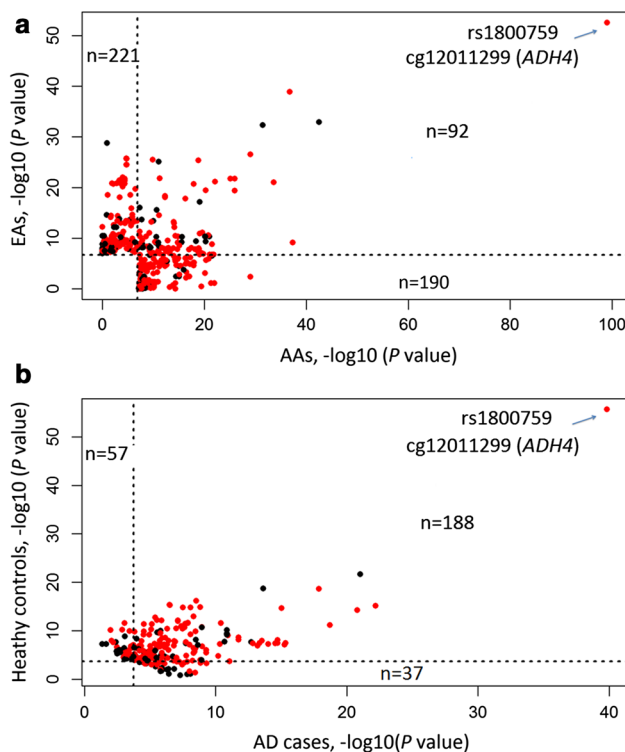 a
EAs, -log10 (P value)
0 10 20 30 40 50
n=221
rs1800759
cg12011299 (ADH4)
n=92
n=190
0 20 40 60 80 100
AAs, -log10 (P value)
b
Heathy controls, -log10 (P value)
0 10 20 30 40 50
n=57
rs1800759
cg12011299 (ADH4)
n=188
n=37
0 10 20 30 40
AD cases, -log10(P value)